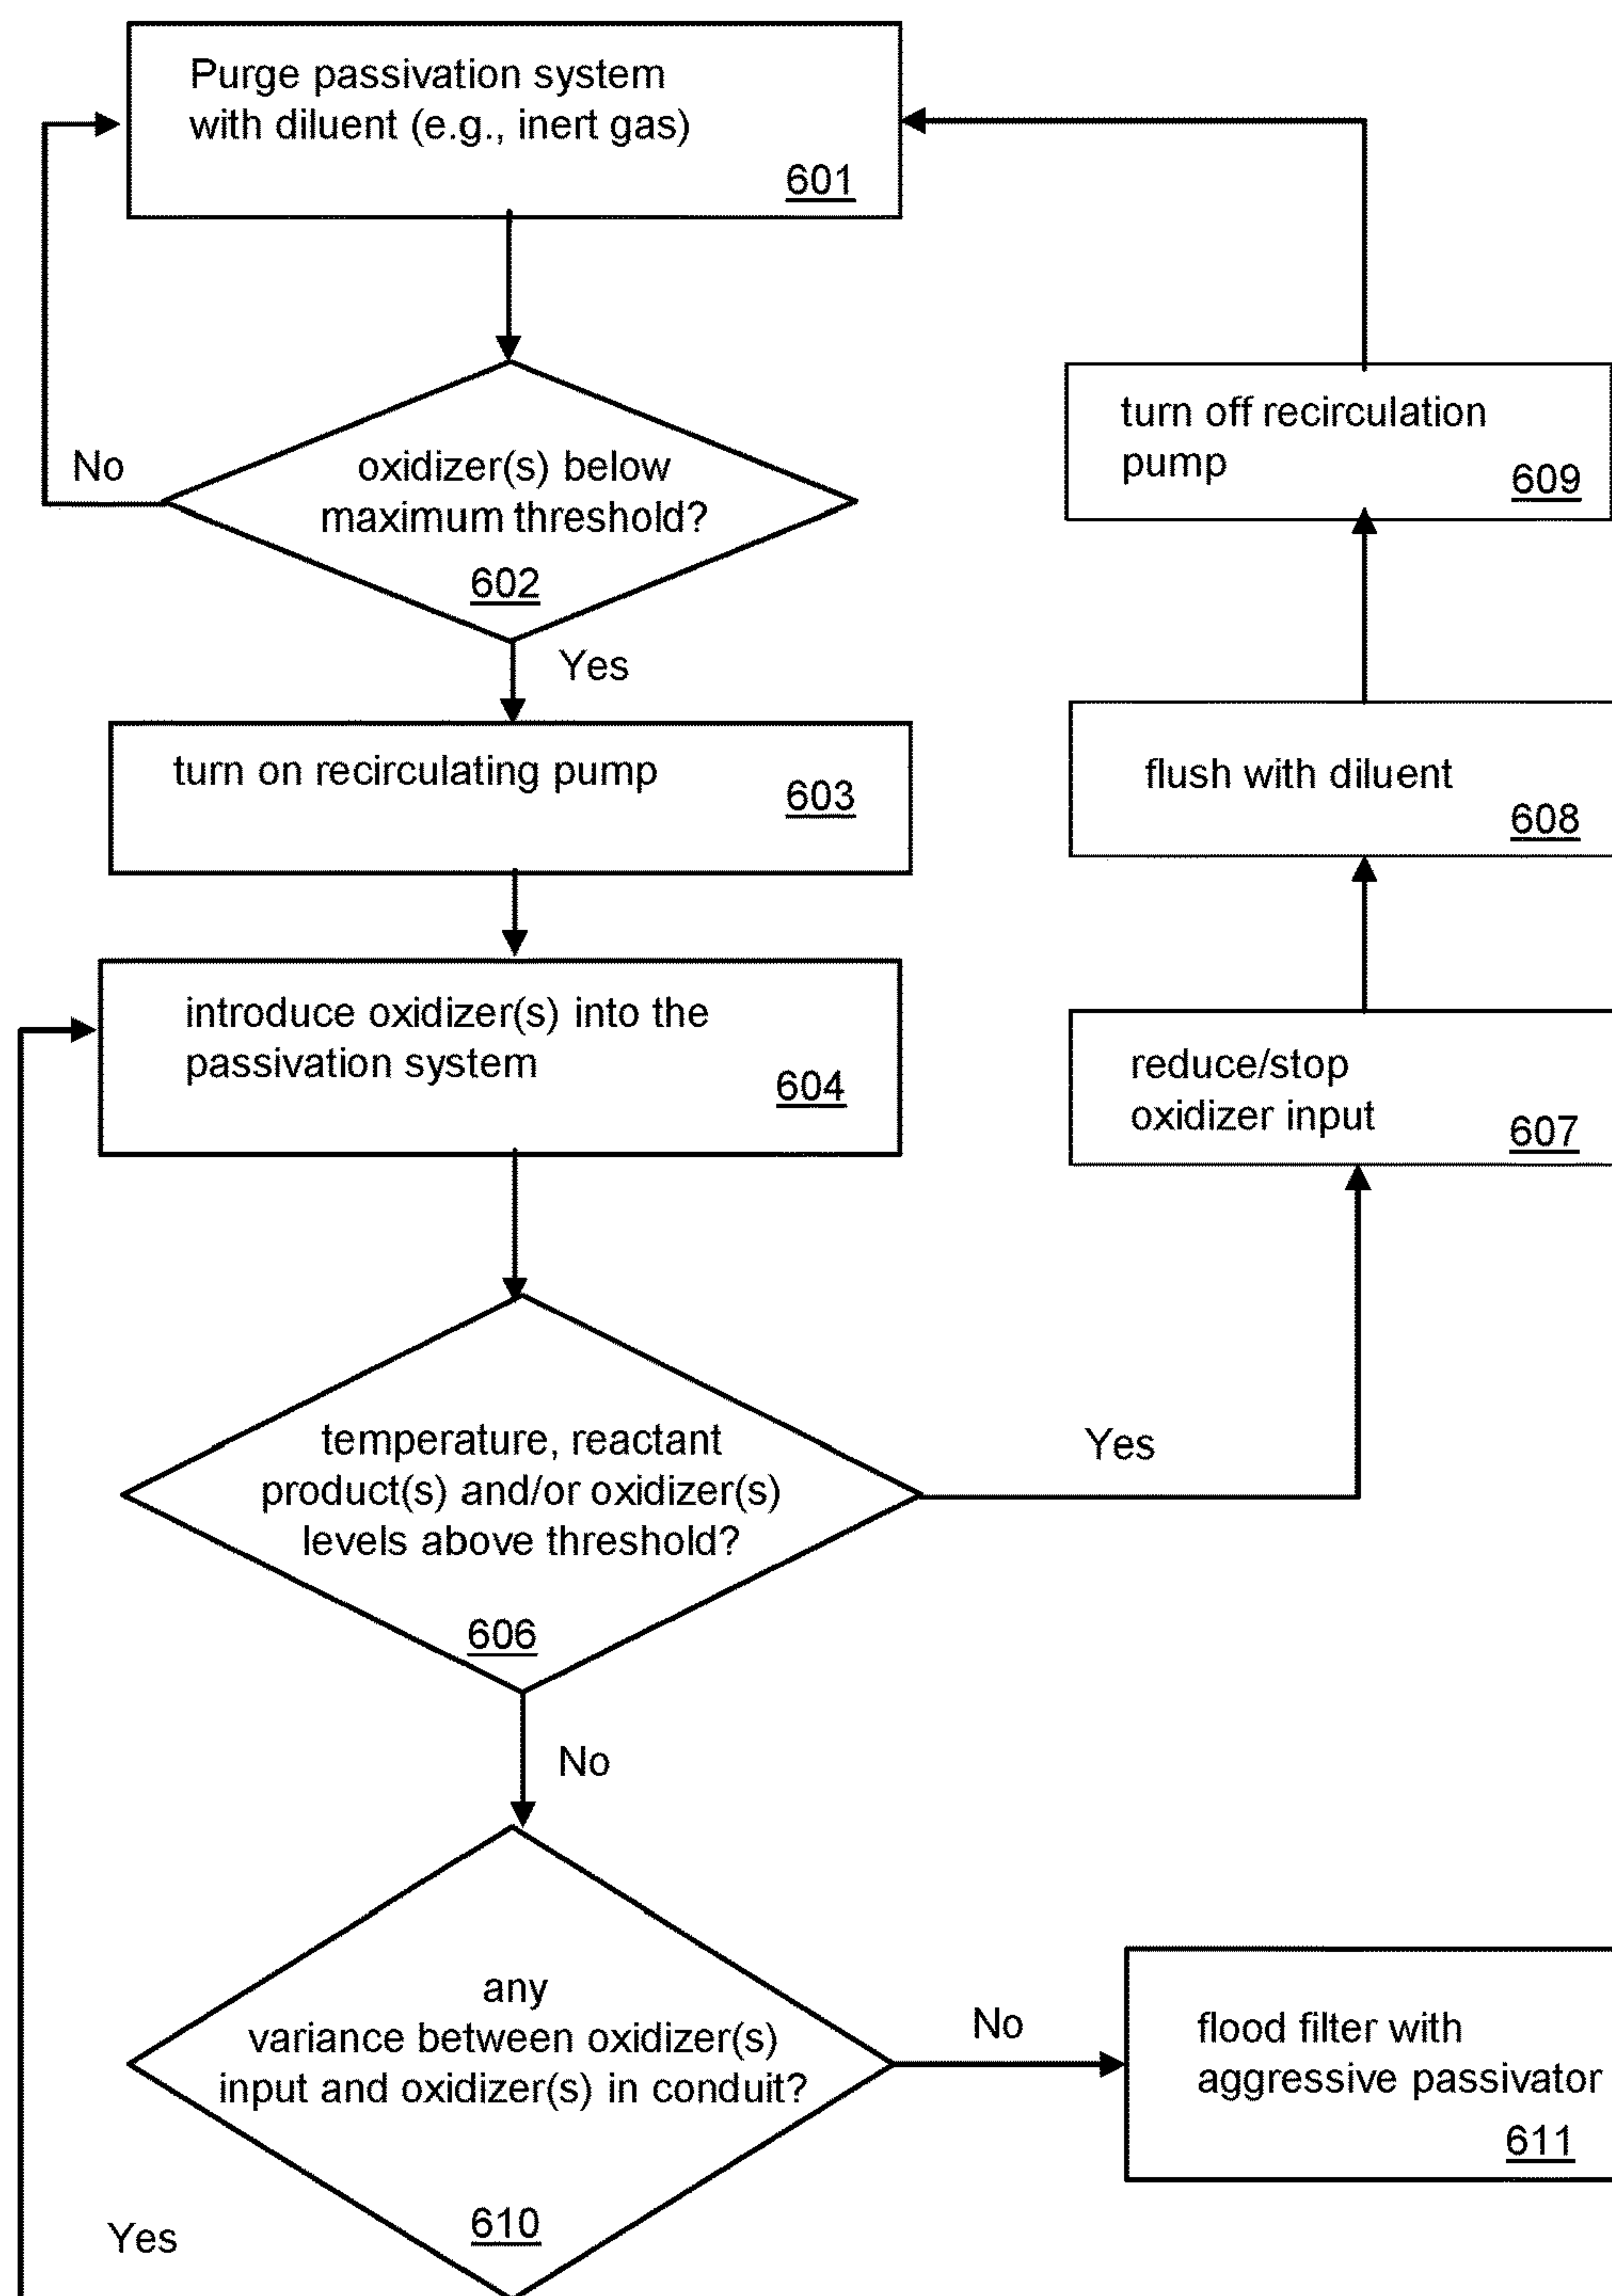 Purge passivation system
with diluent (e.g., inert gas)
601
No
oxidizer(s) below
maximum threshold?
602
Yes
turn on recirculating pump
603
introduce oxidizer(s) into the
passivation system
604
temperature, reactant
product(s) and/or oxidizer(s)
levels above threshold?
606
Yes
reduce/stop
oxidizer input
607
flush with diluent
608
turn off recirculation
pump
609
No
any
variance between oxidizer(s)
input and oxidizer(s) in conduit?
610
Yes
No
flood filter with
aggressive passivator
611